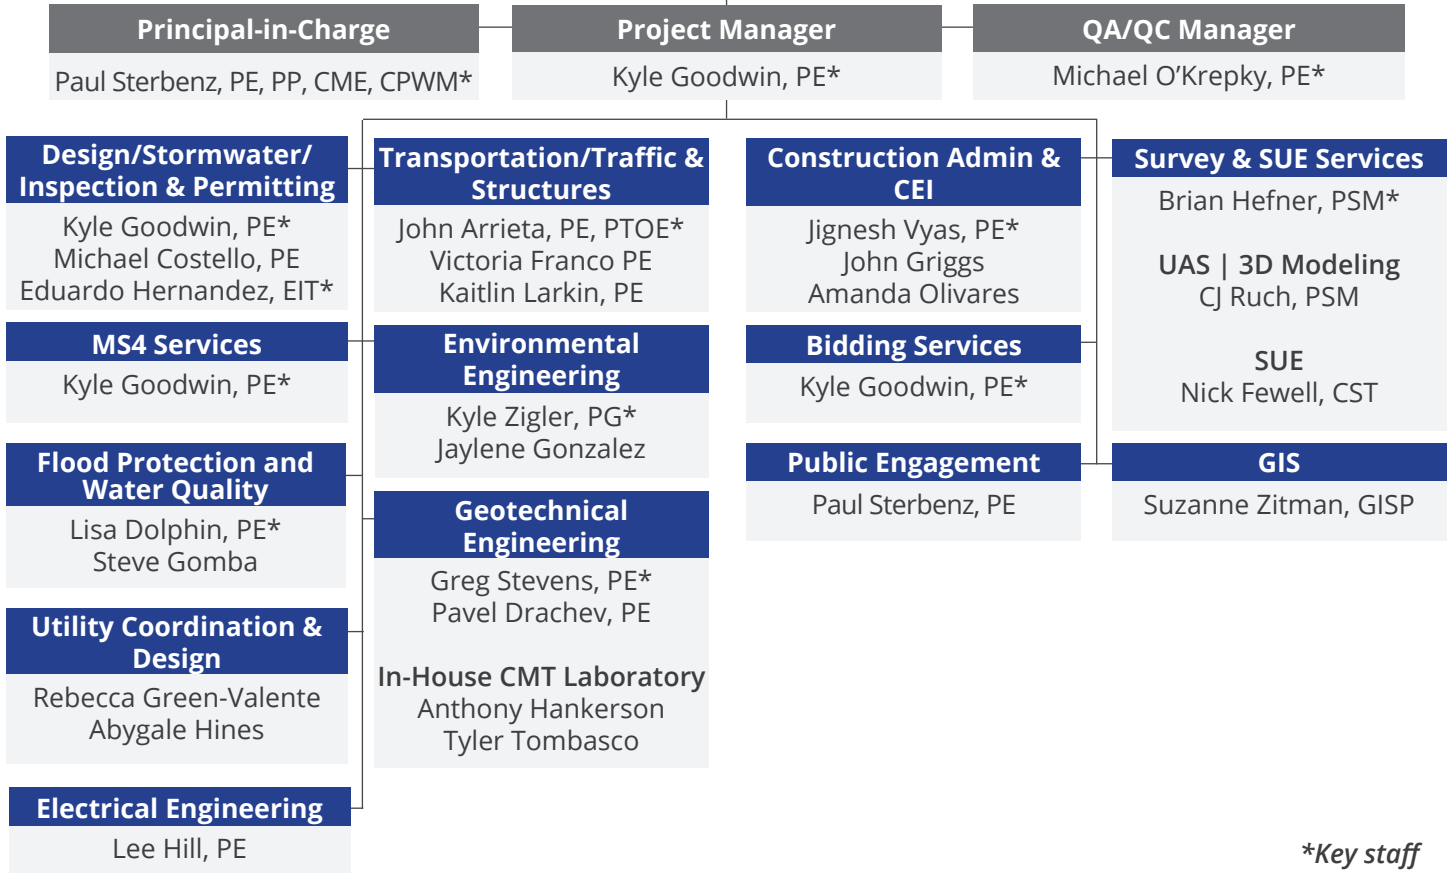 Principal-in-Charge
Paul Sterbenz, PE, PP, CME, CPWM*
Project Manager
Kyle Goodwin, PE*
QA/QC Manager
Michael O'Krepky, PE*
Design/Stormwater/
Inspection & Permitting
Kyle Goodwin, PE*
Michael Costello, PE
Eduardo Hernandez, EIT*
MS4 Services
Kyle Goodwin, PE*
Flood Protection and
Water Quality
Lisa Dolphin, PE*
Steve Gomba
Utility Coordination &
Design
Rebecca Green-Valente
Abygale Hines
Electrical Engineering
Lee Hill, PE
Transportation/Traffic &
Structures
John Arrieta, PE, PTOE*
Victoria Franco PE
Kaitlin Larkin, PE
Environmental
Engineering
Kyle Zigler, PG*
Jaylene Gonzalez
Geotechnical
Engineering
Greg Stevens, PE*
Pavel Drachev, PE
In-House CMT Laboratory
Anthony Hankerson
Tyler Tombasco
Construction Admin &
CEI
Jignesh Vyas, PE*
John Griggs
Amanda Olivares
Bidding Services
Kyle Goodwin, PE*
Public Engagement
Paul Sterbenz, PE
Survey & SUE Services
Brian Hefner, PSM*
UAS | 3D Modeling
CJ Ruch, PSM
SUE
Nick Fewell, CST
GIS
Suzanne Zitman, GISP
*Key staff